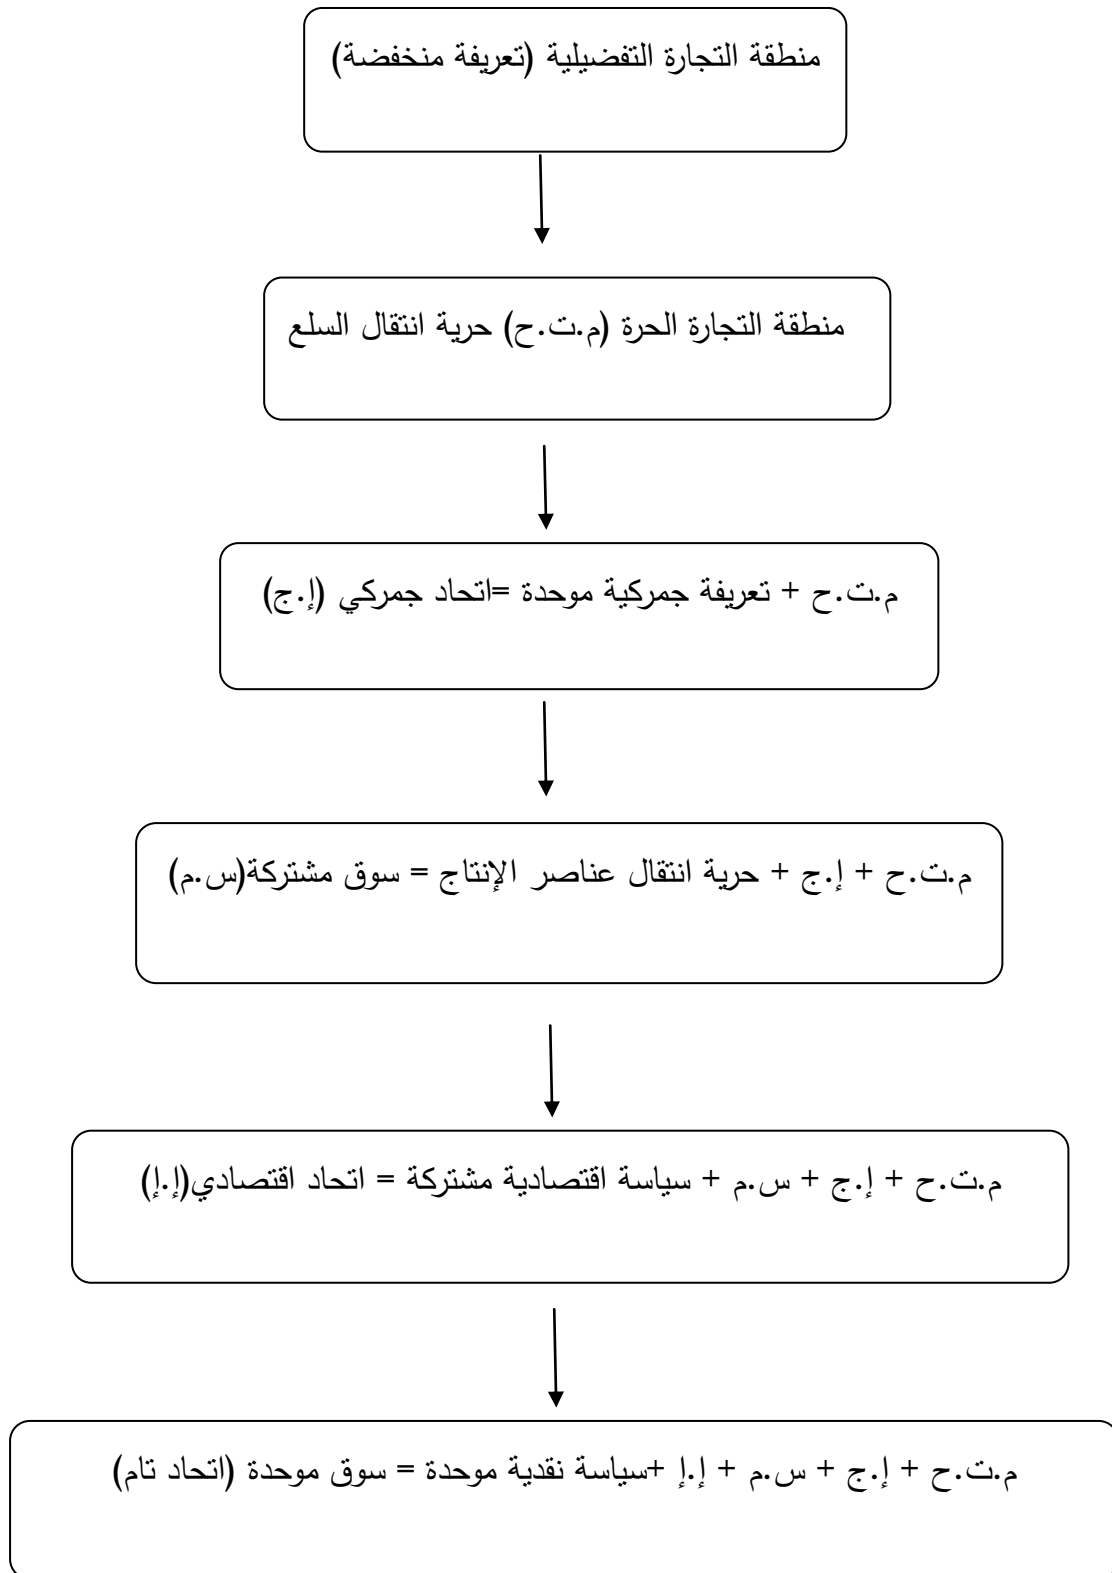 منطقة التجارة التفضيلية (تعريفة منخفضة)
منطقة التجارة الحرة (م.ت.ح) حرية انتقال السلع
م.ت.ح + تعريفة جمركية موحدة =اتحاد جمركي (إ.ج)
م.ت.ح + إ.ج + حرية انتقال عناصر الإنتاج = سوق مشتركة(س.م)
م.ت.ح + إ.ج + س.م + سياسة اقتصادية مشتركة = اتحاد اقتصادي(إ.إ)
م.ت.ح + إ.ج + س.م + إ.إ +سياسة نقدية موحدة = سوق موحدة (اتحاد تام)